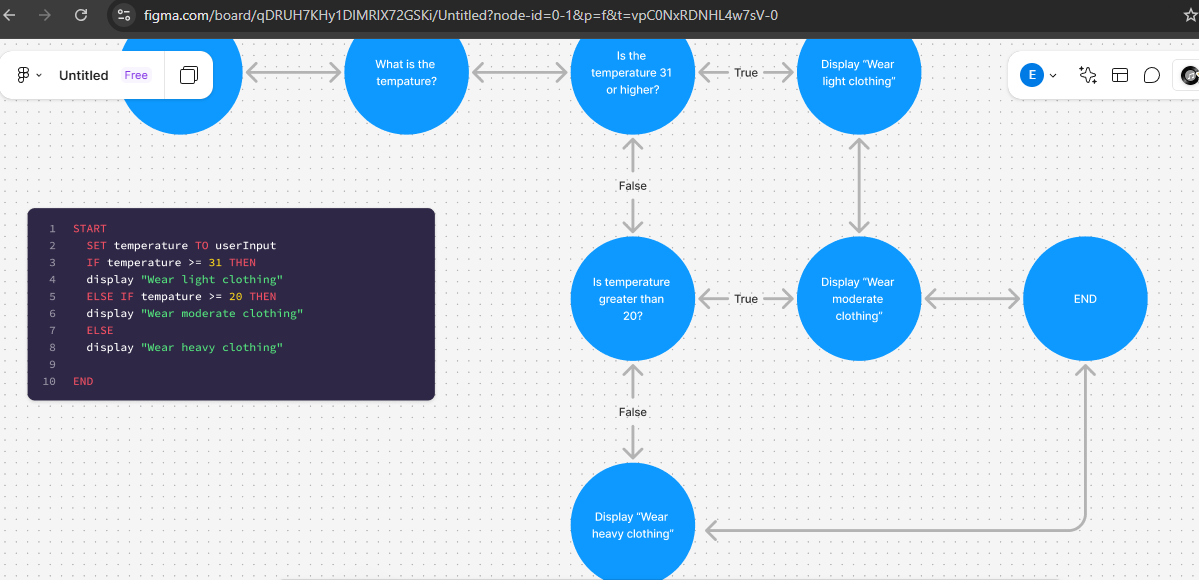 figma.com/board/qDRUH7KHy1DIMRlX72GSKi/Untitled?node-id=0-1&p=f&t=vpC0NxRDNHL4w7sV-0
Untitled Free
E
What is the
tempature?
Is the
temperature 31
or higher?
True
Display “Wear
light clothing”
False
1 START
2 SET temperature TO userInput
3 IF temperature >= 31 THEN
4 display "Wear light clothing"
5 ELSE IF tempature >= 20 THEN
6 display "Wear moderate clothing"
7 ELSE
8 display "Wear heavy clothing"
9
10 END
Is temperature
greater than
20?
True
Display “Wear
moderate
clothing”
END
False
Display “Wear
heavy clothing”